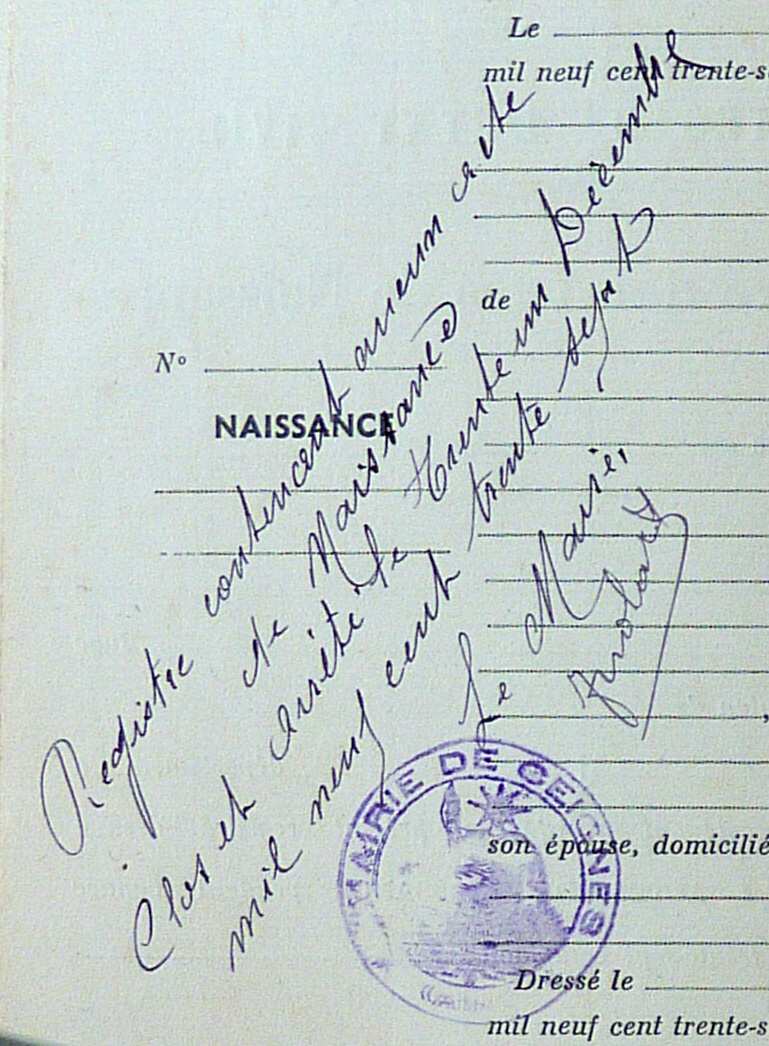 Le
mil neuf cent trente-s
de
N°
NAISSANCE
Registre contenant aucun acte
de Naissance
Clos et arrêté le trente un Décembre
mil neuf cent trente sept
Le Maire,
MAIRIE DE CEIGNES
(AIN)
son épouse, domicilié
Dressé le
mil neuf cent trente-s